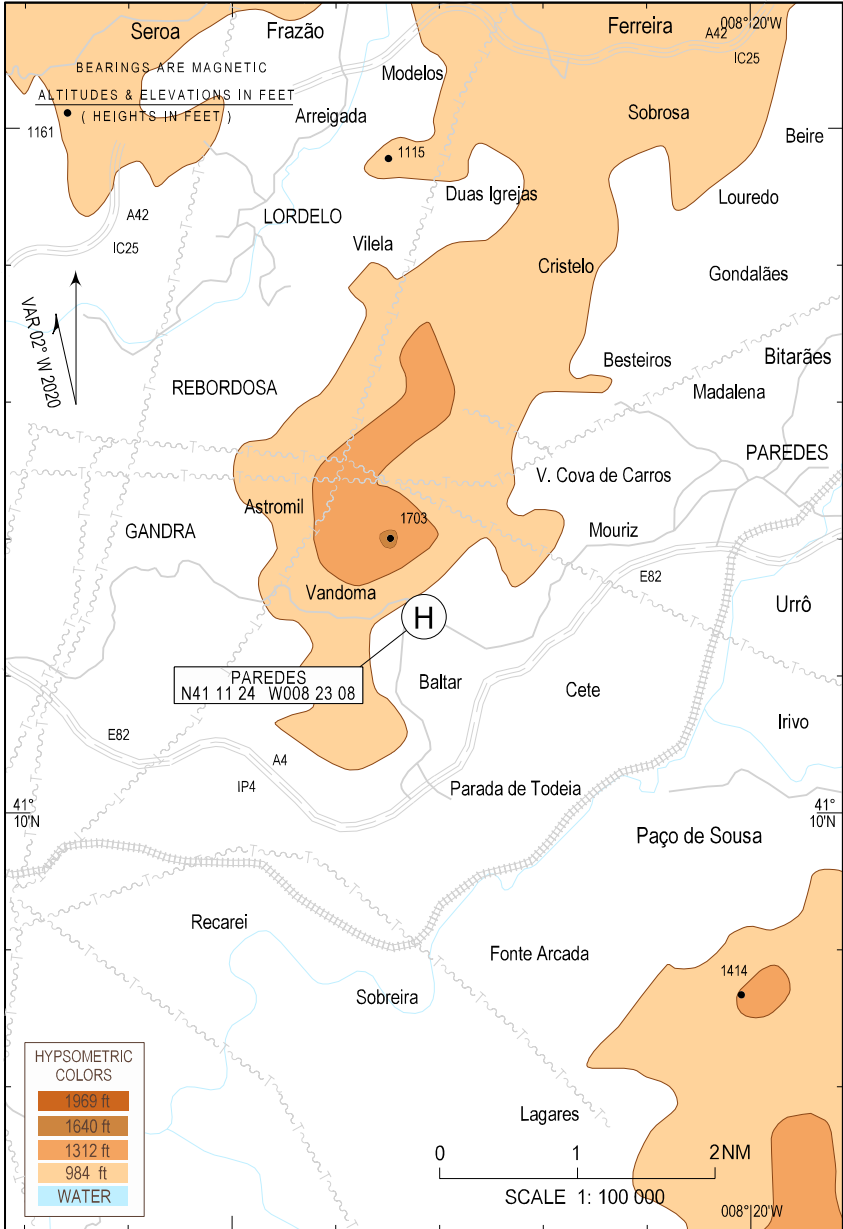 Seroa
Frazão
Ferreira
008°20'W
A42
IC25
BEARINGS ARE MAGNETIC
ALTITUDES & ELEVATIONS IN FEET
( HEIGHTS IN FEET )
Modelos
Arreigada
Sobrosa
1161
Beire
1115
Duas Igrejas
Louredo
A42
IC25
LORDELO
Vilela
Cristelo
Gondalães
VAR 02° W 2020
Besteiros
Bitarães
REBORDOSA
Madalena
PAREDES
V. Cova de Carros
Astromil
1703
GANDRA
Mouriz
E82
Vandoma
Urrô
H
PAREDES
N41 11 24 W008 23 08
Baltar
Cete
Irivo
E82
A4
IP4
Parada de Todeia
41°
10'N
41°
10'N
Paço de Sousa
Recarei
Fonte Arcada
1414
Sobreira
HYPSOMETRIC
COLORS
1969 ft
1640 ft
1312 ft
984 ft
WATER
Lagares
0 1 2NM
SCALE 1: 100 000
008°20'W